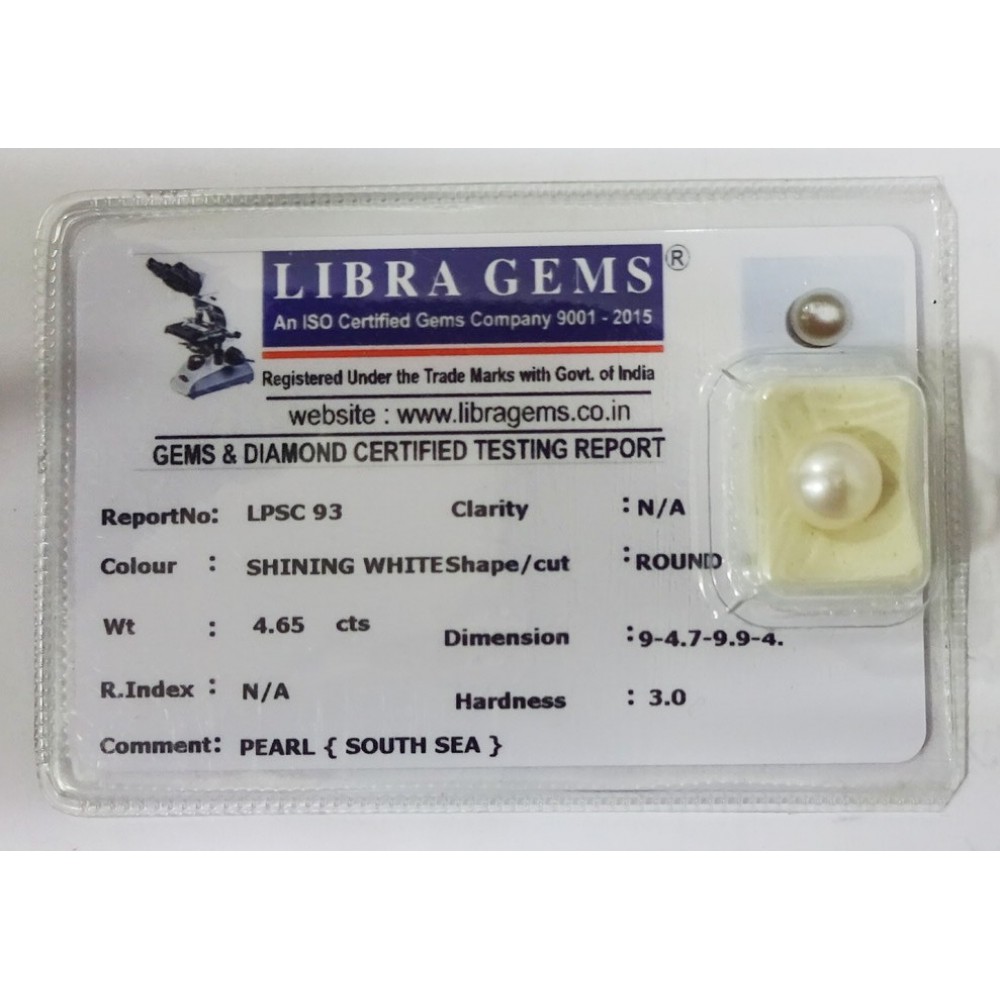 LIBRA GEMS ®
An ISO Certified Gems Company 9001 - 2015
Registered Under the Trade Marks with Govt. of India
website : www.libragems.co.in
GEMS & DIAMOND CERTIFIED TESTING REPORT
ReportNo: LPSC 93 Clarity : N/A
Colour : SHINING WHITE Shape/cut : ROUND
Wt : 4.65 cts Dimension : 9-4.7-9.9-4.
R.Index : N/A Hardness : 3.0
Comment: PEARL { SOUTH SEA }